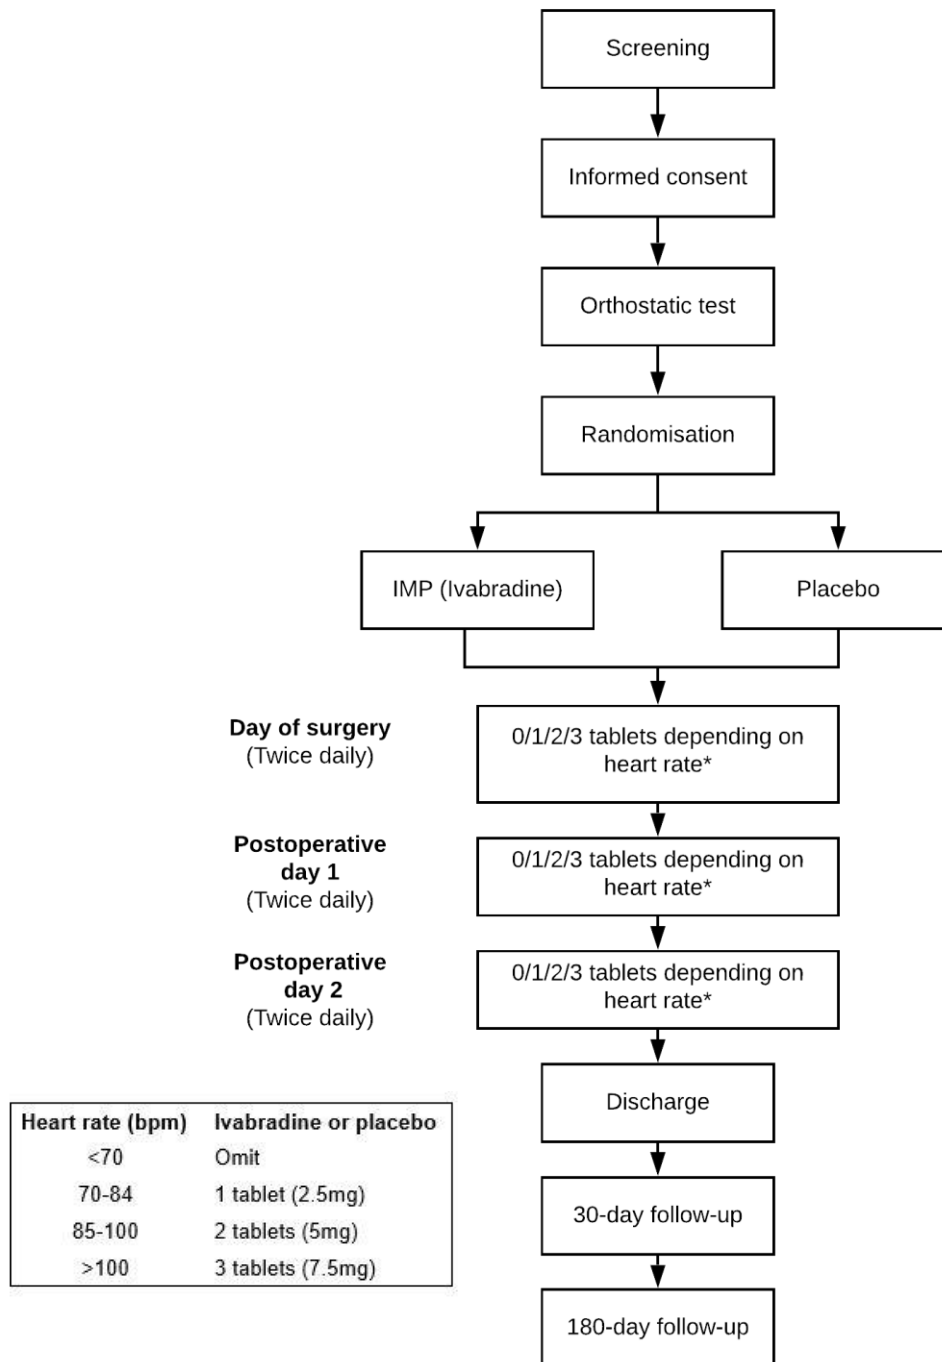 Screening
Informed consent
Orthostatic test
Randomisation
IMP (Ivabradine)
Placebo
Day of surgery
(Twice daily)
0/1/2/3 tablets depending on
heart rate*
Postoperative
day 1
(Twice daily)
0/1/2/3 tablets depending on
heart rate*
Postoperative
day 2
(Twice daily)
0/1/2/3 tablets depending on
heart rate*
Discharge
30-day follow-up
180-day follow-up
Heart rate (bpm) Ivabradine or placebo
<70 Omit
70-84 1 tablet (2.5mg)
85-100 2 tablets (5mg)
>100 3 tablets (7.5mg)